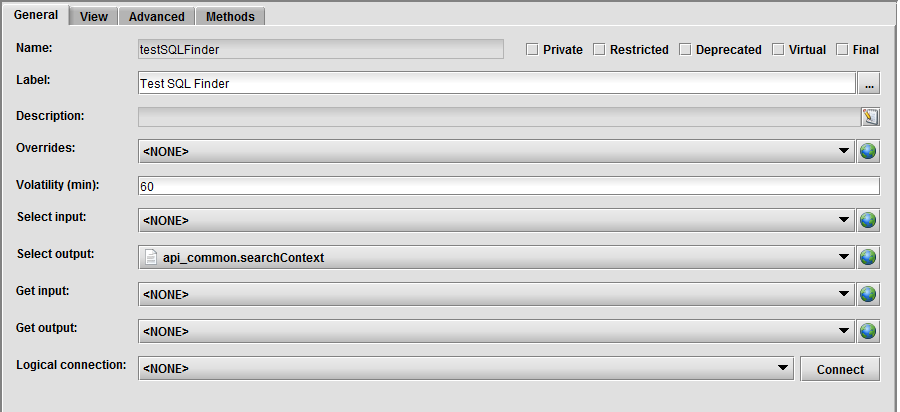 General View Advanced Methods
Name: testSQLFinder Private Restricted Deprecated Virtual Final
Label: Test SQL Finder ...
Description:
Overrides: <NONE>
Volatility (min): 60
Select input: <NONE>
Select output: api_common.searchContext
Get input: <NONE>
Get output: <NONE>
Logical connection: <NONE> Connect